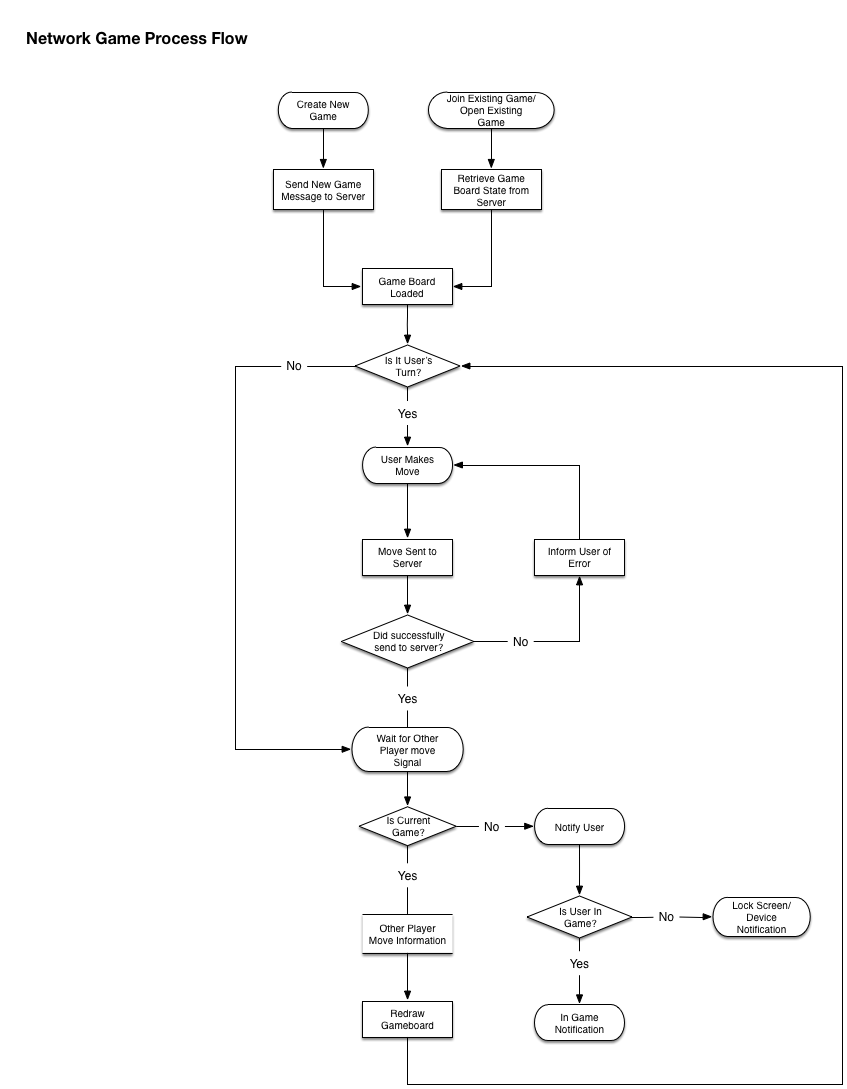 Network Game Process Flow
Create New
Game
Join Existing Game/
Open Existing
Game
Send New Game
Message to Server
Retrieve Game
Board State from
Server
Game Board
Loaded
Is It User's
Turn?
No
Yes
User Makes
Move
Move Sent to
Server
Inform User of
Error
Did successfully
send to server?
No
Yes
Wait for Other
Player move
Signal
Is Current
Game?
No
Notify User
Yes
Is User In
Game?
No
Lock Screen/
Device
Notification
Other Player
Move Information
Yes
Redraw
Gameboard
In Game
Notification